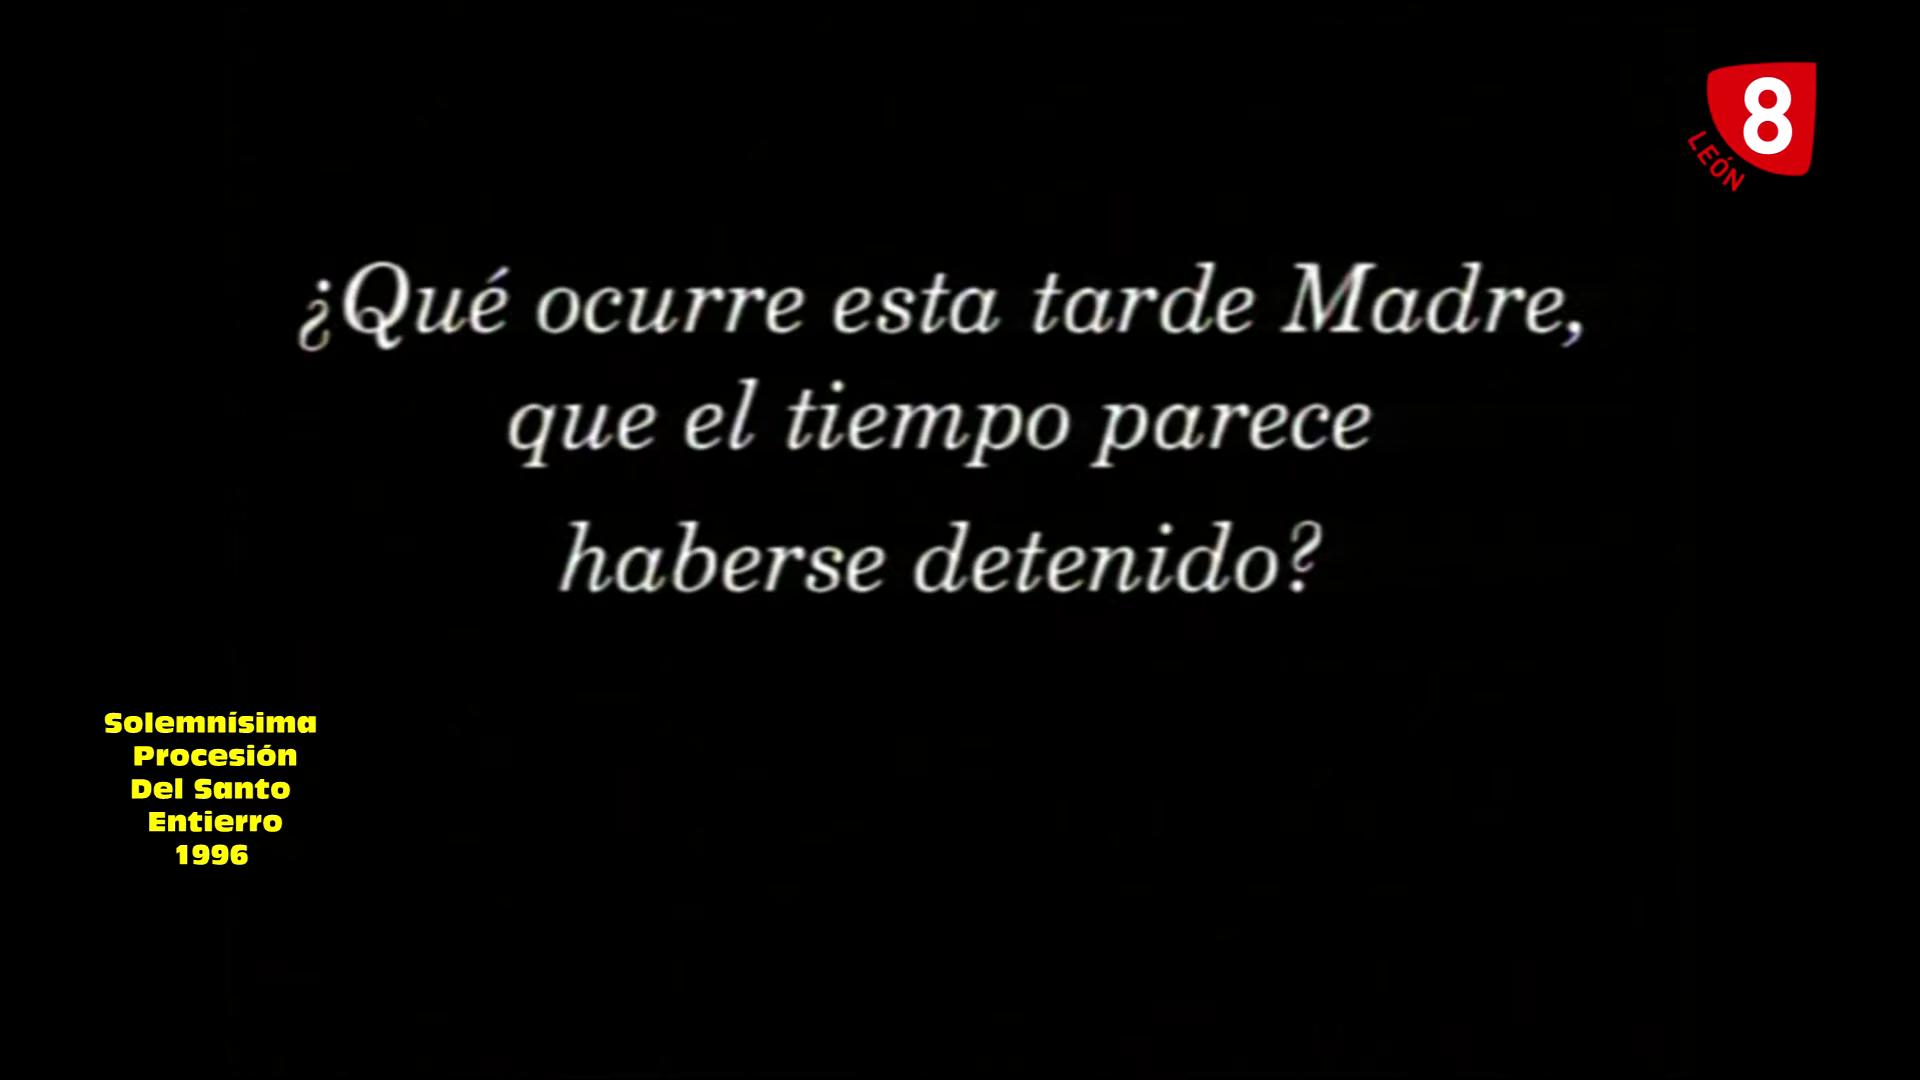 8
LEÓN
¿Qué ocurre esta tarde Madre,
que el tiempo parece
haberse detenido?
Solemnísima
Procesión
Del Santo
Entierro
1996